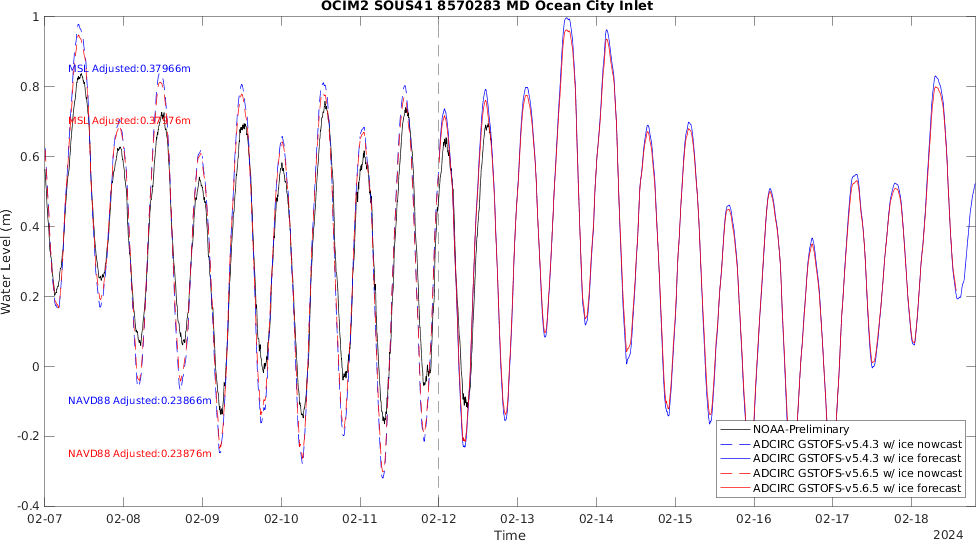 OCIM2 SOUS41 8570283 MD Ocean City Inlet
1
0.8
0.6
0.4
0.2
0
-0.2
-0.4
Water Level (m)
MSL Adjusted:0.37966m
MSL Adjusted:0.37976m
NAVD88 Adjusted:0.23866m
NAVD88 Adjusted:0.23876m
NOAA-Preliminary
ADCIRC GSTOFS-v5.4.3 w/ ice nowcast
ADCIRC GSTOFS-v5.4.3 w/ ice forecast
ADCIRC GSTOFS-v5.6.5 w/ ice nowcast
ADCIRC GSTOFS-v5.6.5 w/ ice forecast
02-07 02-08 02-09 02-10 02-11 02-12 02-13 02-14 02-15 02-16 02-17 02-18
Time
2024